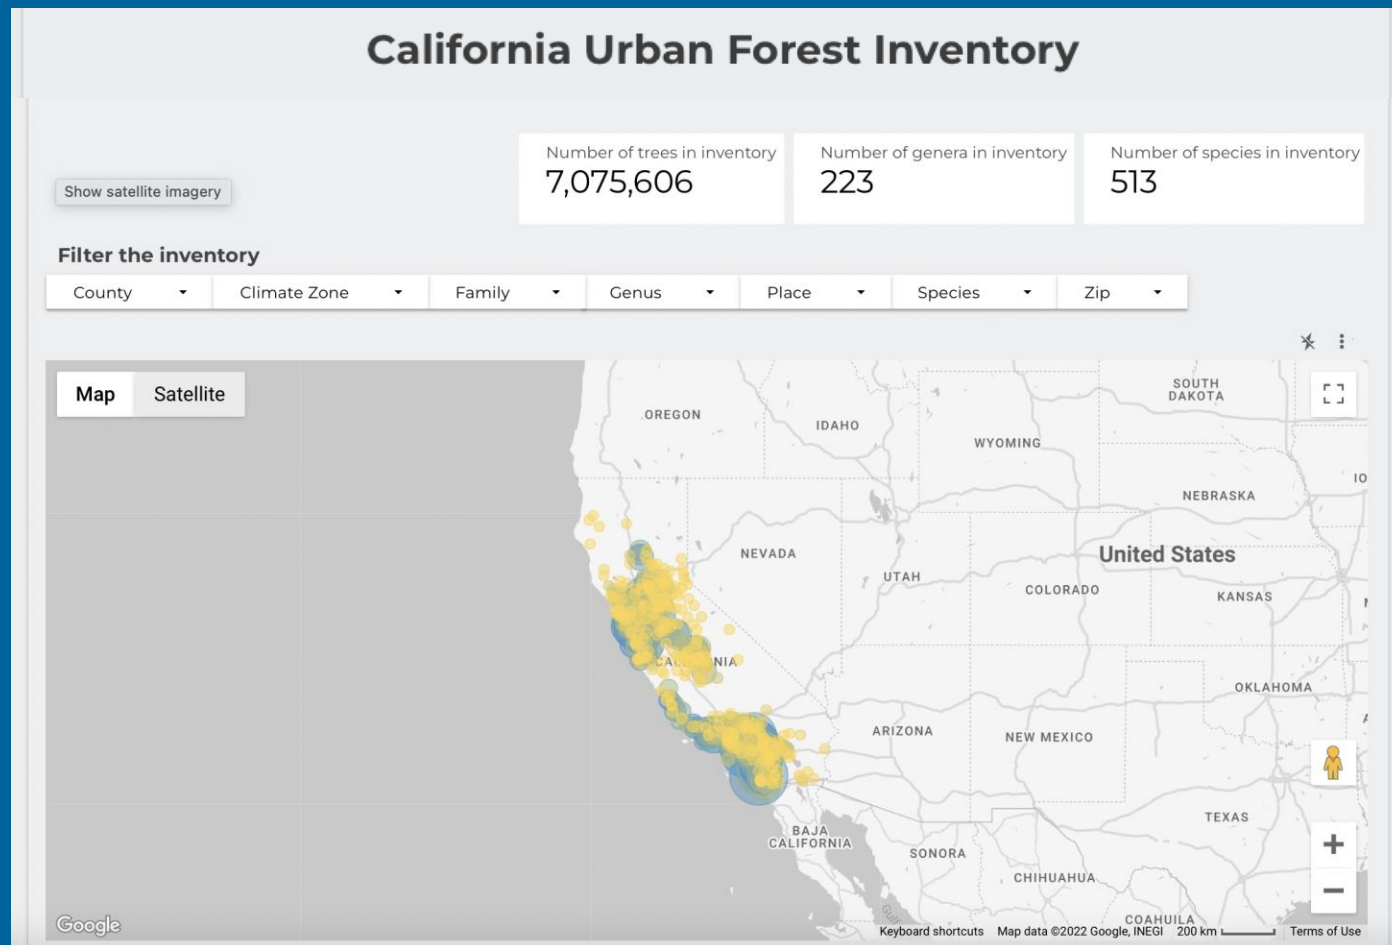 California Urban Forest Inventory
Number of trees in inventory
7,075,606
Number of genera in inventory
223
Number of species in inventory
513
Show satellite imagery
Filter the inventory
County
Climate Zone
Family
Genus
Place
Species
Zip
Map
Satellite
SOUTH
DAKOTA
OREGON
IDAHO
WYOMING
IO
NEBRASKA
NEVADA
United States
UTAH
COLORADO
KANSAS
NIA
OKLAHOMA
ARIZONA
NEW MEXICO
TEXAS
BAJA
CALIFORNIA
SONORA
CHIHUAHUA
COAHUILA
Google
Keyboard shortcuts Map data ©2022 Google, INEGI 200 km Terms of Use